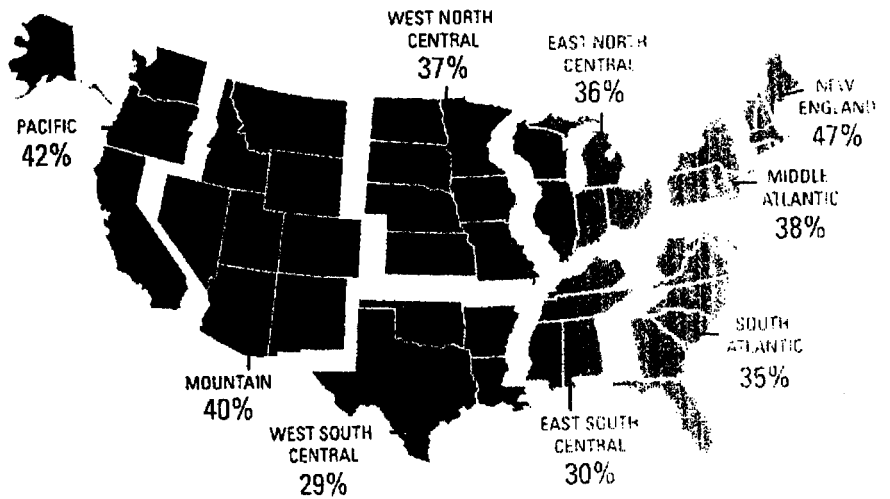 WEST NORTH
CENTRAL
37%
EAST NORTH
CENTRAL
36%
NEW
ENGLAND
47%
PACIFIC
42%
MIDDLE
ATLANTIC
38%
SOUTH
ATLANTIC
35%
MOUNTAIN
40%
WEST SOUTH
CENTRAL
29%
EAST SOUTH
CENTRAL
30%